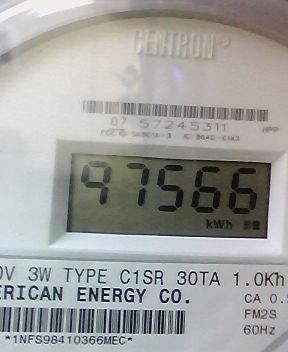 CENTRON®
07 57245311 HPP
97566
kWh
0V 3W TYPE C1SR 30TA 1.0Kh
ERICAN ENERGY CO.
CA 0.5
FM2S
60Hz
*1NFS98410366MEC*